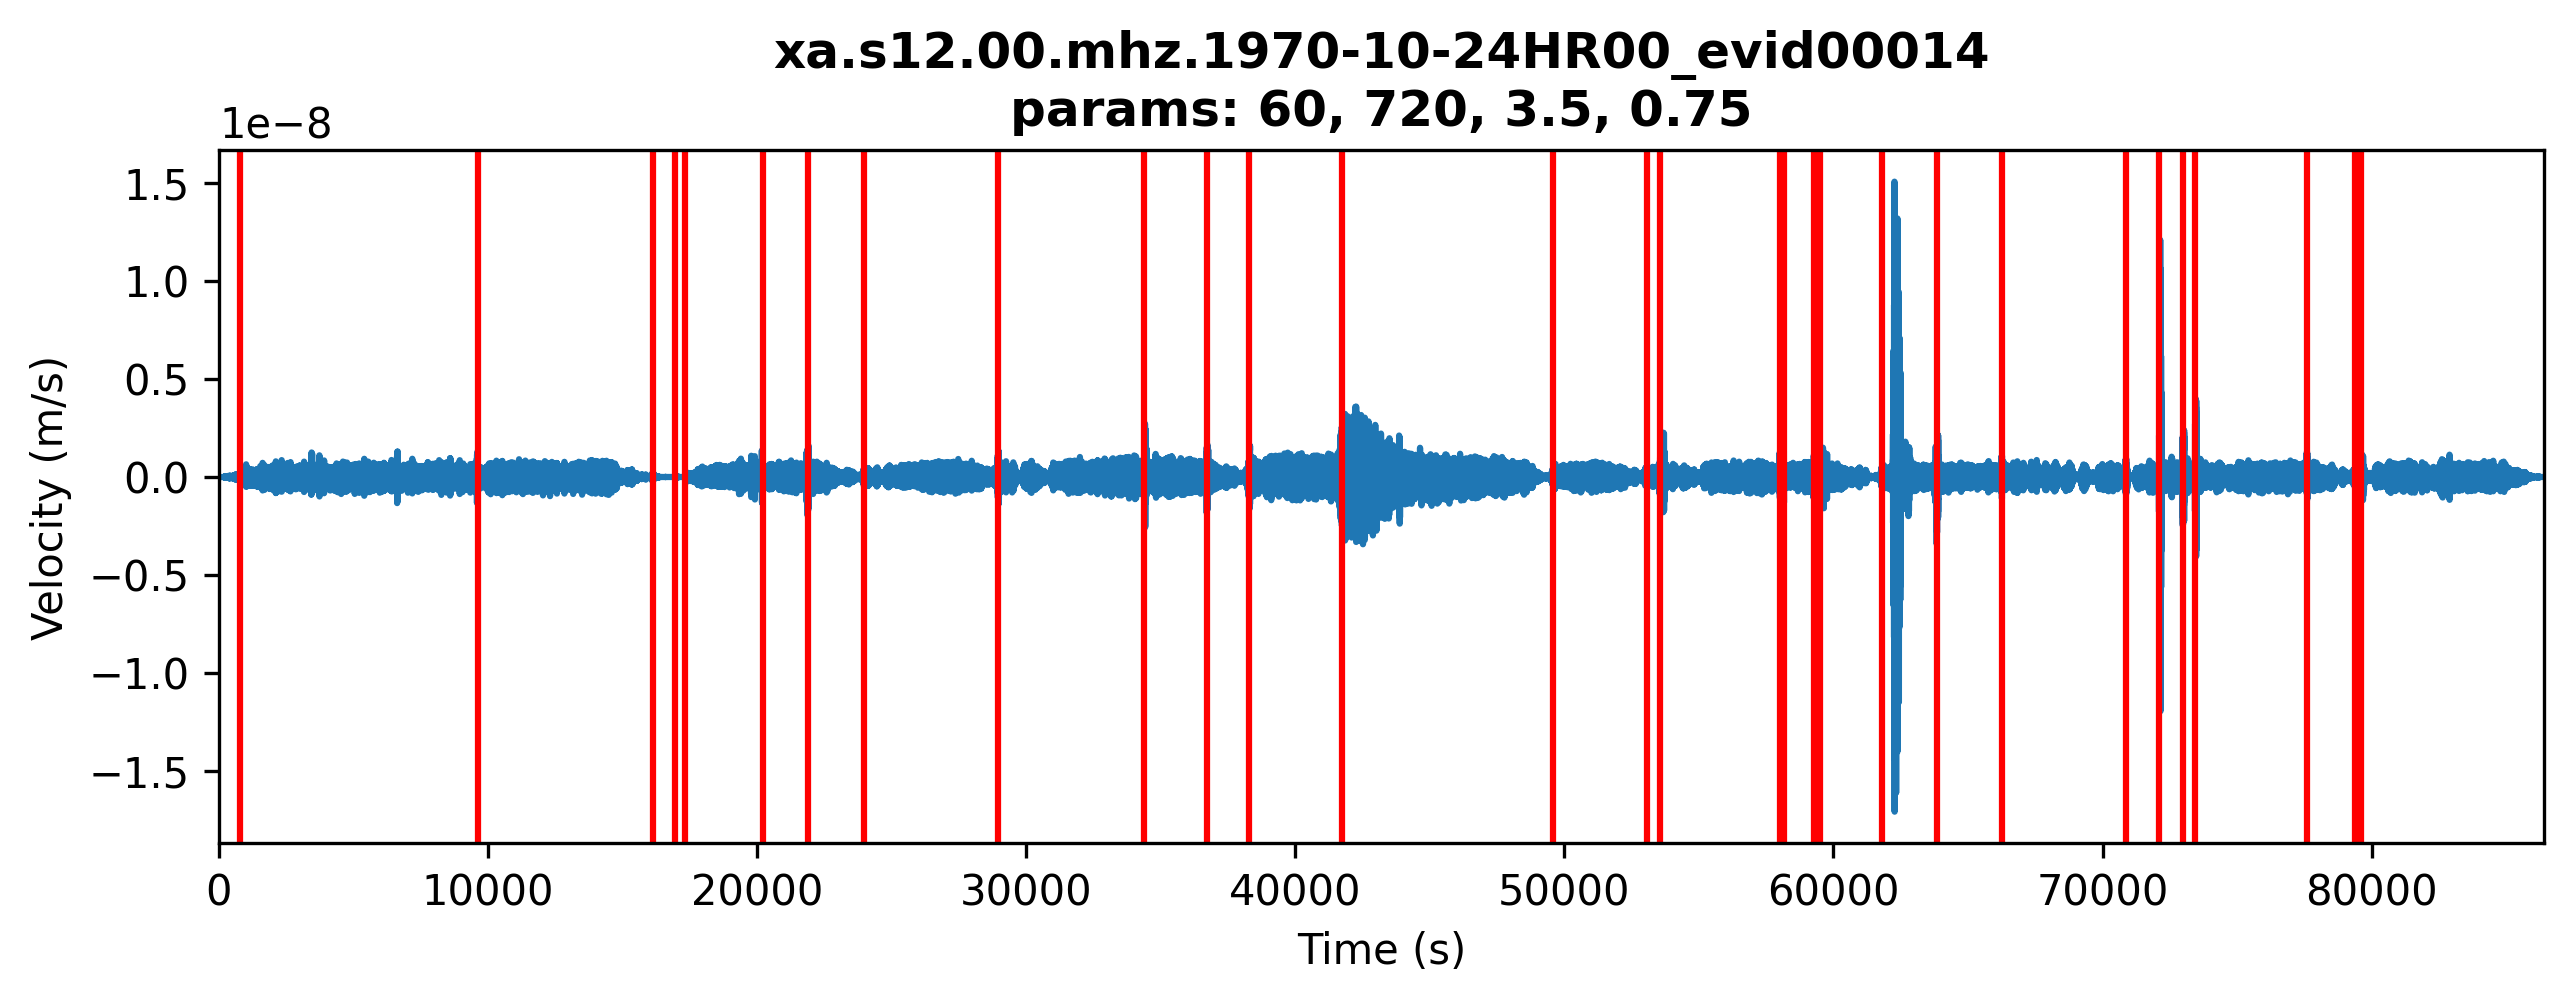 xa.s12.00.mhz.1970-10-24HR00_evid00014
params: 60, 720, 3.5, 0.75
1e−8
1.5
1.0
0.5
0.0
−0.5
−1.0
−1.5
Velocity (m/s)
0 10000 20000 30000 40000 50000 60000 70000 80000
Time (s)